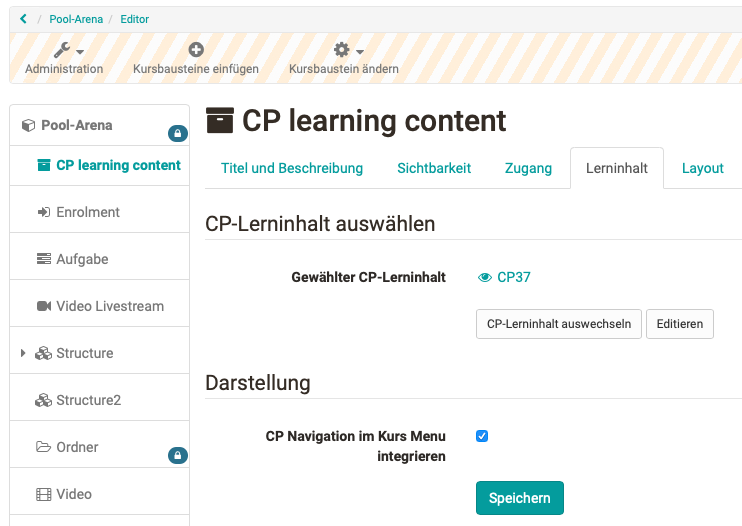 / Pool-Arena / Editor
Administration
Kursbausteine einfügen
Kursbaustein ändern
Pool-Arena
CP learning content
Enrolment
Aufgabe
Video Livestream
Structure
Structure2
Ordner
Video
CP learning content
Titel und Beschreibung
Sichtbarkeit
Zugang
Lerninhalt
Layout
CP-Lerninhalt auswählen
Gewählter CP-Lerninhalt
CP37
CP-Lerninhalt auswechseln
Editieren
Darstellung
CP Navigation im Kurs Menu
integrieren
Speichern